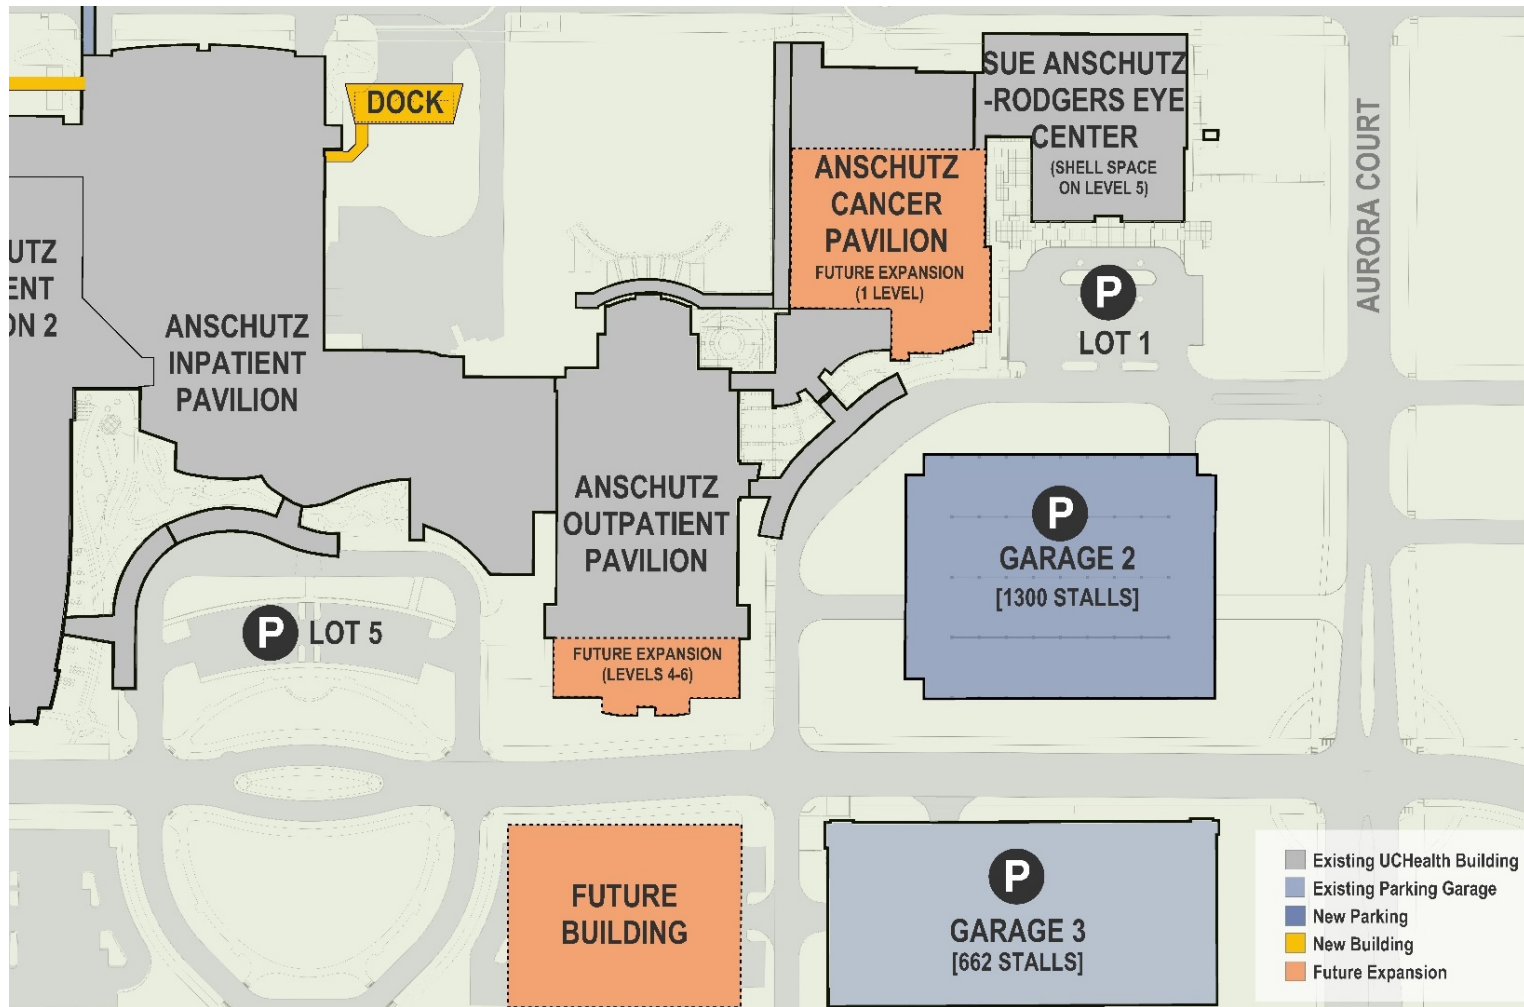 DOCK
SUE ANSCHUTZ
-RODGERS EYE
CENTER
(SHELL SPACE
ON LEVEL 5)
AURORA COURT
ANSCHUTZ
CANCER
PAVILION
FUTURE EXPANSION
(1 LEVEL)
P
LOT 1
UTZ
ENT
ON 2
ANSCHUTZ
INPATIENT
PAVILION
ANSCHUTZ
OUTPATIENT
PAVILION
P
GARAGE 2
[1300 STALLS]
P LOT 5
FUTURE EXPANSION
(LEVELS 4-6)
FUTURE
BUILDING
P
GARAGE 3
[662 STALLS]
Existing UCHealth Building
Existing Parking Garage
New Parking
New Building
Future Expansion